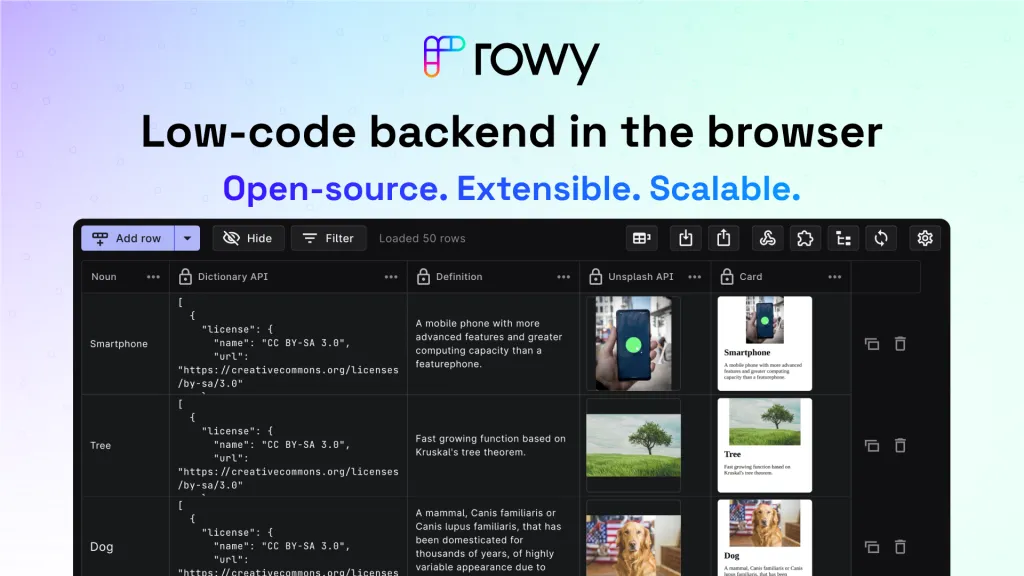 rowy
Low-code backend in the browser
Open-source. Extensible. Scalable.
Add row
Hide
Filter
Loaded 50 rows
Noun
Dictionary API
Definition
Unsplash API
Card
Smartphone
[
{
"license": {
"name": "CC BY-SA 3.0",
"url":
"https://creativecommons.org/licenses
/by-sa/3.0"
A mobile phone with more
advanced features and greater
computing capacity than a
featurephone.
Smartphone
A mobile phone with more advanced
features and greater computing
capacity than a featurephone.
Tree
[
{
"license": {
"name": "CC BY-SA 3.0",
"url":
"https://creativecommons.org/licenses
/by-sa/3.0"
Fast growing function based on
Kruskal's tree theorem.
Tree
Fast growing function based on
Kruskal's tree theorem.
Dog
[
{
"license": {
"name": "CC BY-SA 3.0",
"url":
"https://creativecommons.org/licenses
A mammal, Canis familiaris or
Canis lupus familiaris, that has
been domesticated for
thousands of years, of highly
variable appearance due to
Dog
A mammal, Canis familiaris or Canis
lupus familiaris, that has been